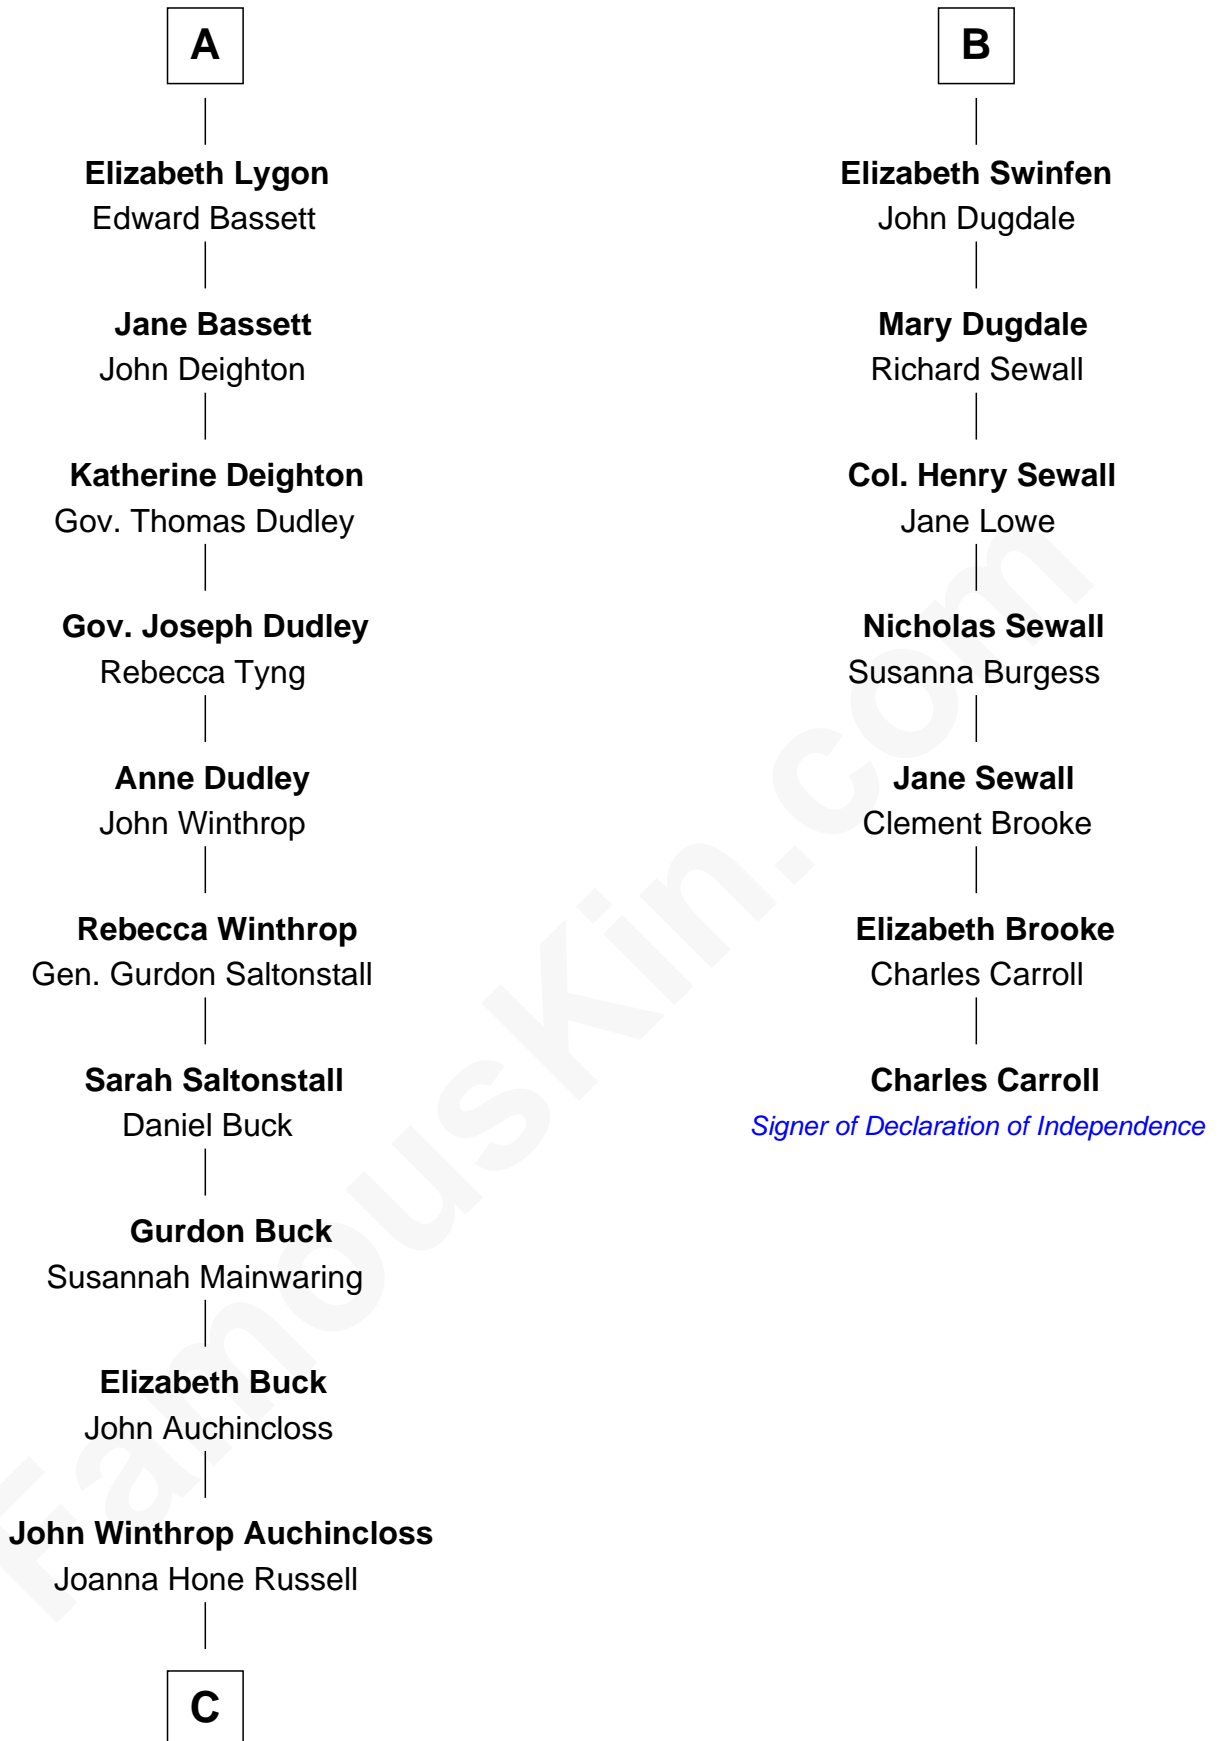 A
Elizabeth Lygon
Edward Bassett
Jane Bassett
John Deighton
Katherine Deighton
Gov. Thomas Dudley
Gov. Joseph Dudley
Rebecca Tyng
Anne Dudley
John Winthrop
Rebecca Winthrop
Gen. Gurdon Saltonstall
Sarah Saltonstall
Daniel Buck
Gurdon Buck
Susannah Mainwaring
Elizabeth Buck
John Auchincloss
John Winthrop Auchincloss
Joanna Hone Russell
C
B
Elizabeth Swinfen
John Dugdale
Mary Dugdale
Richard Sewall
Col. Henry Sewall
Jane Lowe
Nicholas Sewall
Susanna Burgess
Jane Sewall
Clement Brooke
Elizabeth Brooke
Charles Carroll
Charles Carroll
Signer of Declaration of Independence
FamousKin.com